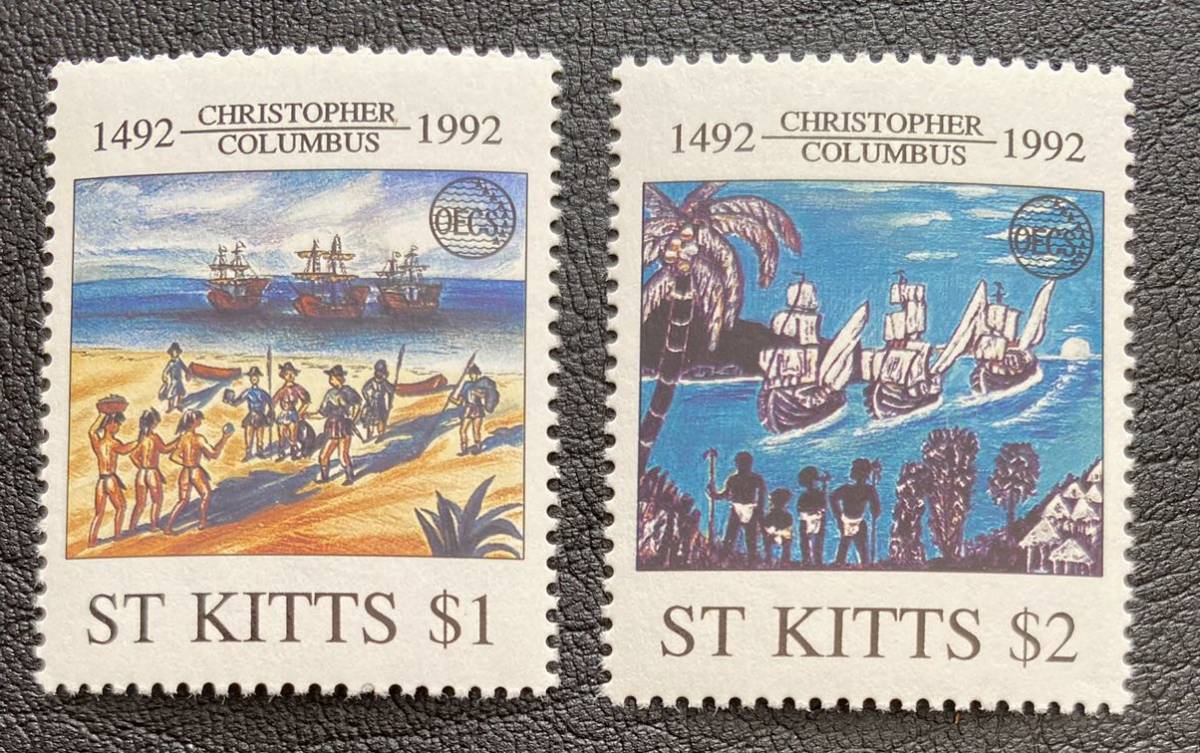 1492 CHRISTOPHER COLUMBUS 1992
OECS
ST KITTS $1
1492 CHRISTOPHER COLUMBUS 1992
OECS
ST KITTS $2